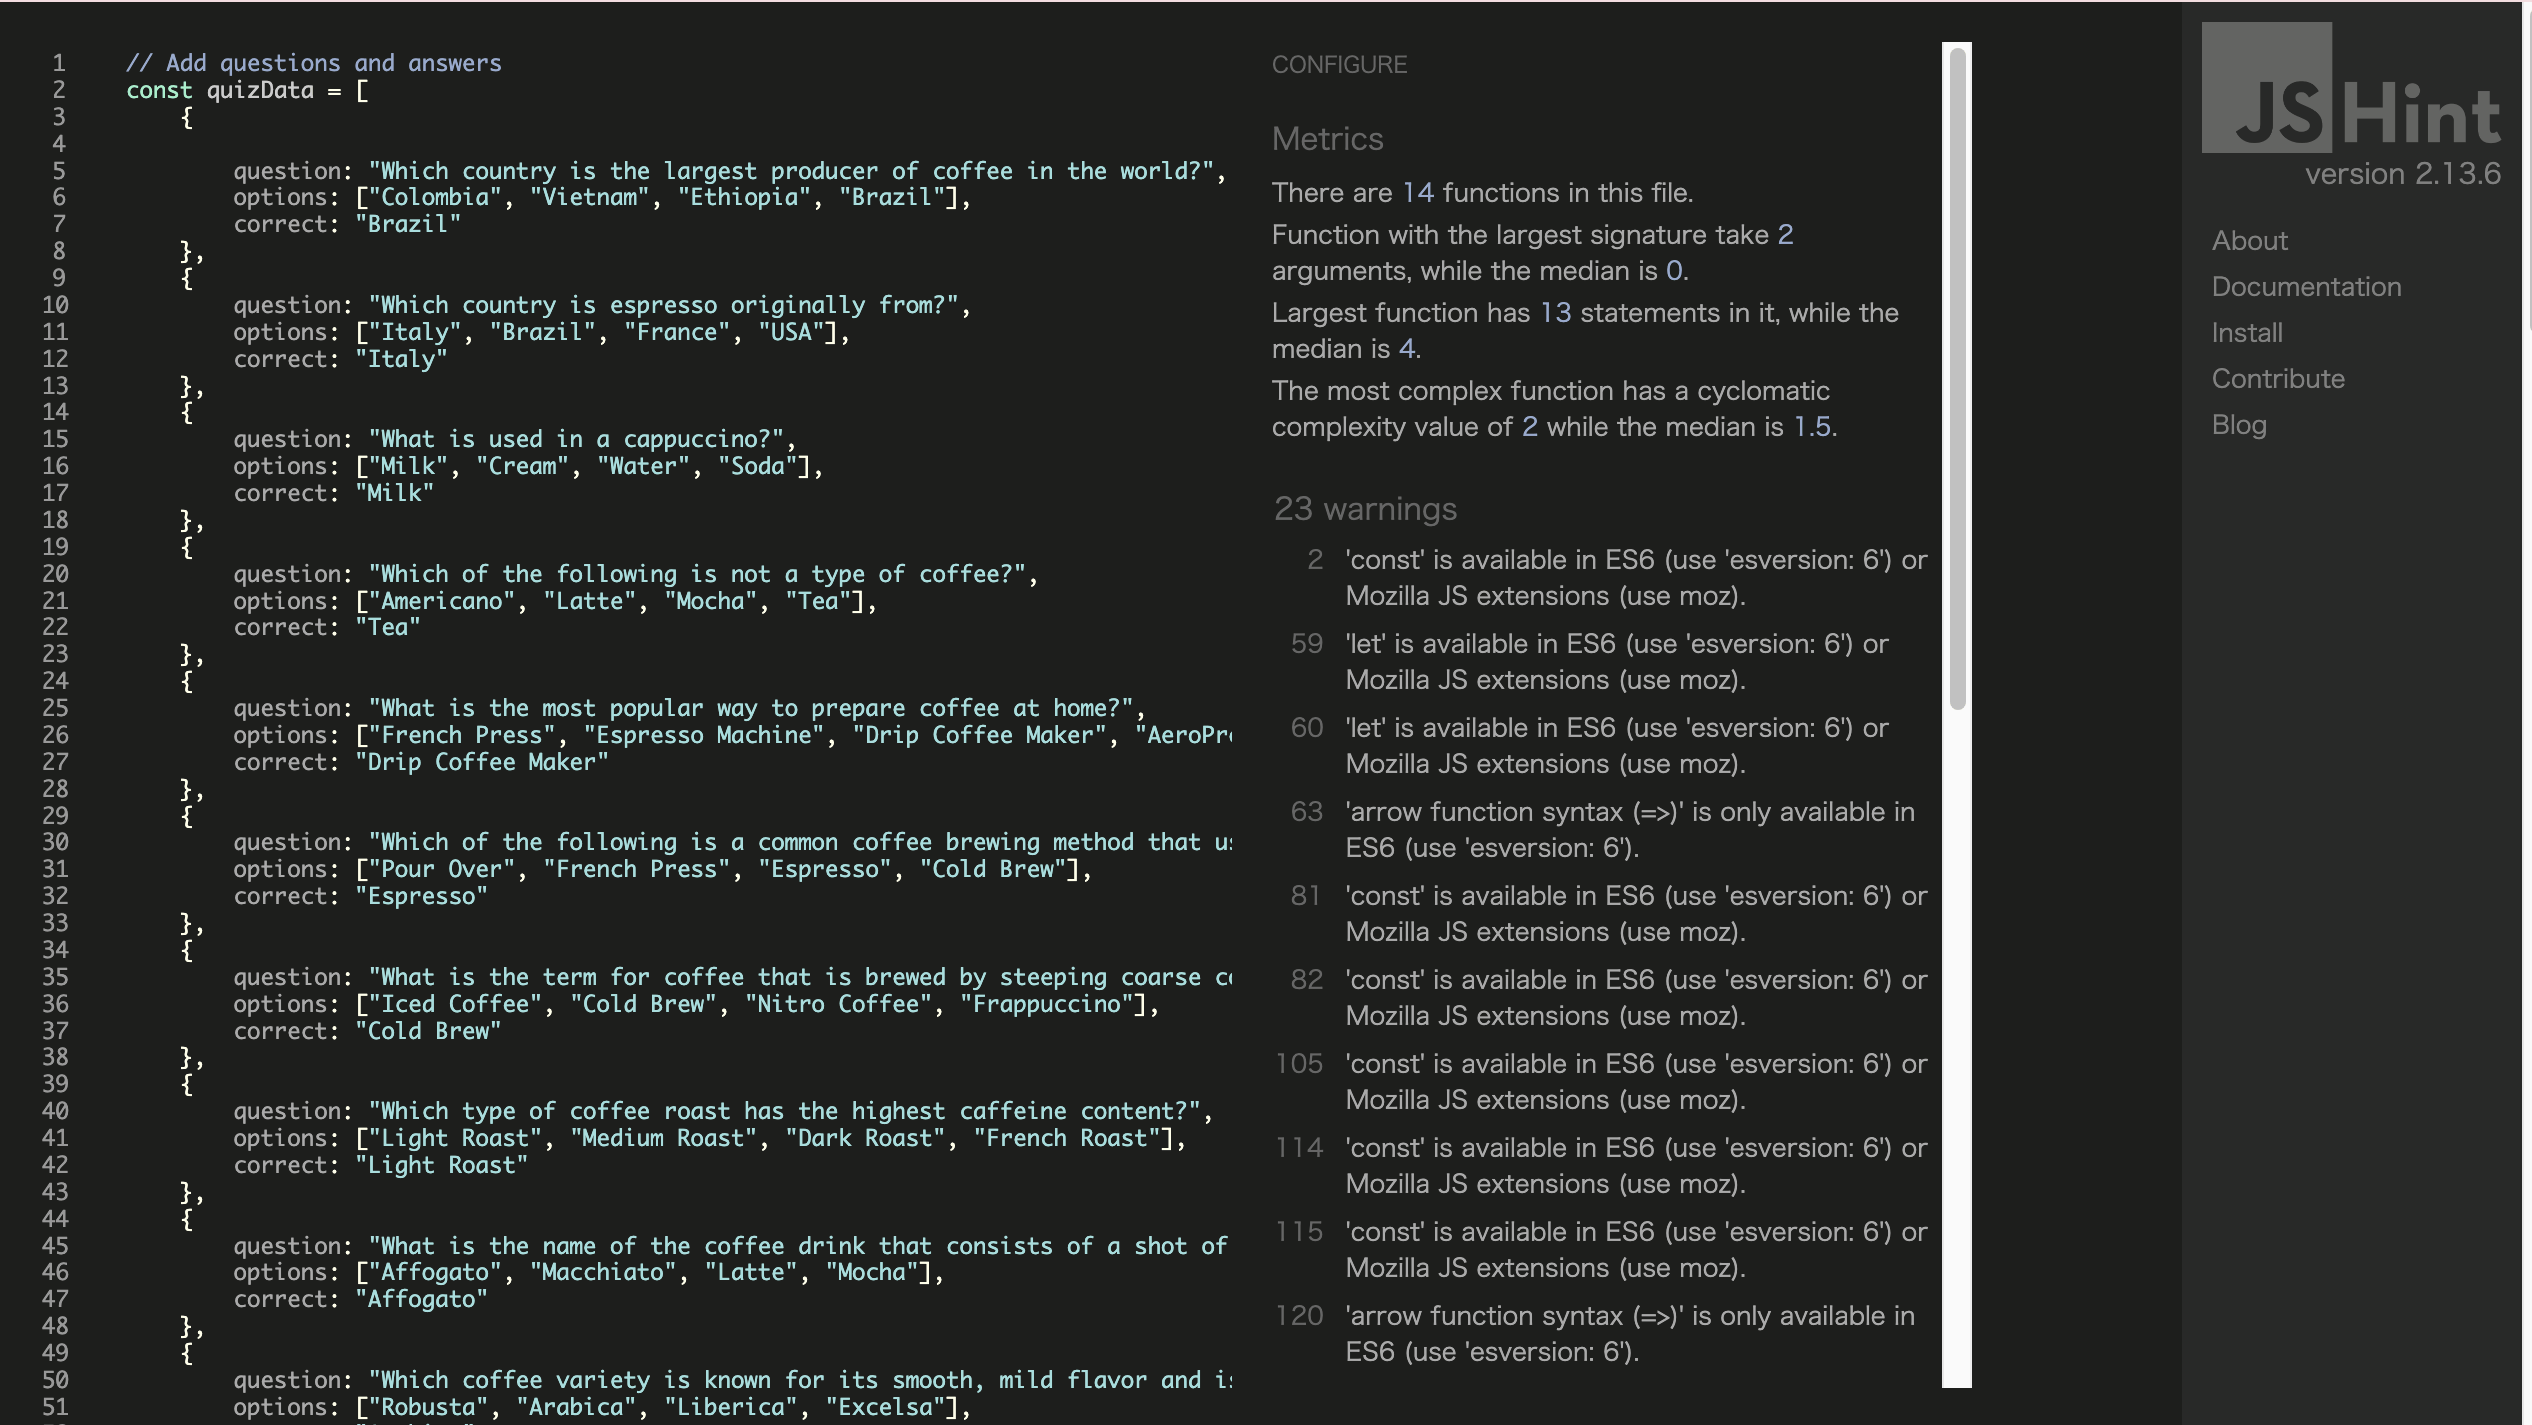 1 // Add questions and answers
2 const quizData = [
3 {
4
5 question: "Which country is the largest producer of coffee in the world?",
6 options: ["Colombia", "Vietnam", "Ethiopia", "Brazil"],
7 correct: "Brazil"
8 },
9 {
10 question: "Which country is espresso originally from?",
11 options: ["Italy", "Brazil", "France", "USA"],
12 correct: "Italy"
13 },
14 {
15 question: "What is used in a cappuccino?",
16 options: ["Milk", "Cream", "Water", "Soda"],
17 correct: "Milk"
18 },
19 {
20 question: "Which of the following is not a type of coffee?",
21 options: ["Americano", "Latte", "Mocha", "Tea"],
22 correct: "Tea"
23 },
24 {
25 question: "What is the most popular way to prepare coffee at home?",
26 options: ["French Press", "Espresso Machine", "Drip Coffee Maker", "AeroPr
27 correct: "Drip Coffee Maker"
28 },
29 {
30 question: "Which of the following is a common coffee brewing method that u
31 options: ["Pour Over", "French Press", "Espresso", "Cold Brew"],
32 correct: "Espresso"
33 },
34 {
35 question: "What is the term for coffee that is brewed by steeping coarse c
36 options: ["Iced Coffee", "Cold Brew", "Nitro Coffee", "Frappuccino"],
37 correct: "Cold Brew"
38 },
39 {
40 question: "Which type of coffee roast has the highest caffeine content?",
41 options: ["Light Roast", "Medium Roast", "Dark Roast", "French Roast"],
42 correct: "Light Roast"
43 },
44 {
45 question: "What is the name of the coffee drink that consists of a shot of
46 options: ["Affogato", "Macchiato", "Latte", "Mocha"],
47 correct: "Affogato"
48 },
49 {
50 question: "Which coffee variety is known for its smooth, mild flavor and i
51 options: ["Robusta", "Arabica", "Liberica", "Excelsa"],
CONFIGURE
Metrics
There are 14 functions in this file.
Function with the largest signature take 2
arguments, while the median is 0.
Largest function has 13 statements in it, while the
median is 4.
The most complex function has a cyclomatic
complexity value of 2 while the median is 1.5.
23 warnings
2 'const' is available in ES6 (use 'esversion: 6') or
Mozilla JS extensions (use moz).
59 'let' is available in ES6 (use 'esversion: 6') or
Mozilla JS extensions (use moz).
60 'let' is available in ES6 (use 'esversion: 6') or
Mozilla JS extensions (use moz).
63 'arrow function syntax (=>)' is only available in
ES6 (use 'esversion: 6').
81 'const' is available in ES6 (use 'esversion: 6') or
Mozilla JS extensions (use moz).
82 'const' is available in ES6 (use 'esversion: 6') or
Mozilla JS extensions (use moz).
105 'const' is available in ES6 (use 'esversion: 6') or
Mozilla JS extensions (use moz).
114 'const' is available in ES6 (use 'esversion: 6') or
Mozilla JS extensions (use moz).
115 'const' is available in ES6 (use 'esversion: 6') or
Mozilla JS extensions (use moz).
120 'arrow function syntax (=>)' is only available in
ES6 (use 'esversion: 6').
JSHint
version 2.13.6
About
Documentation
Install
Contribute
Blog